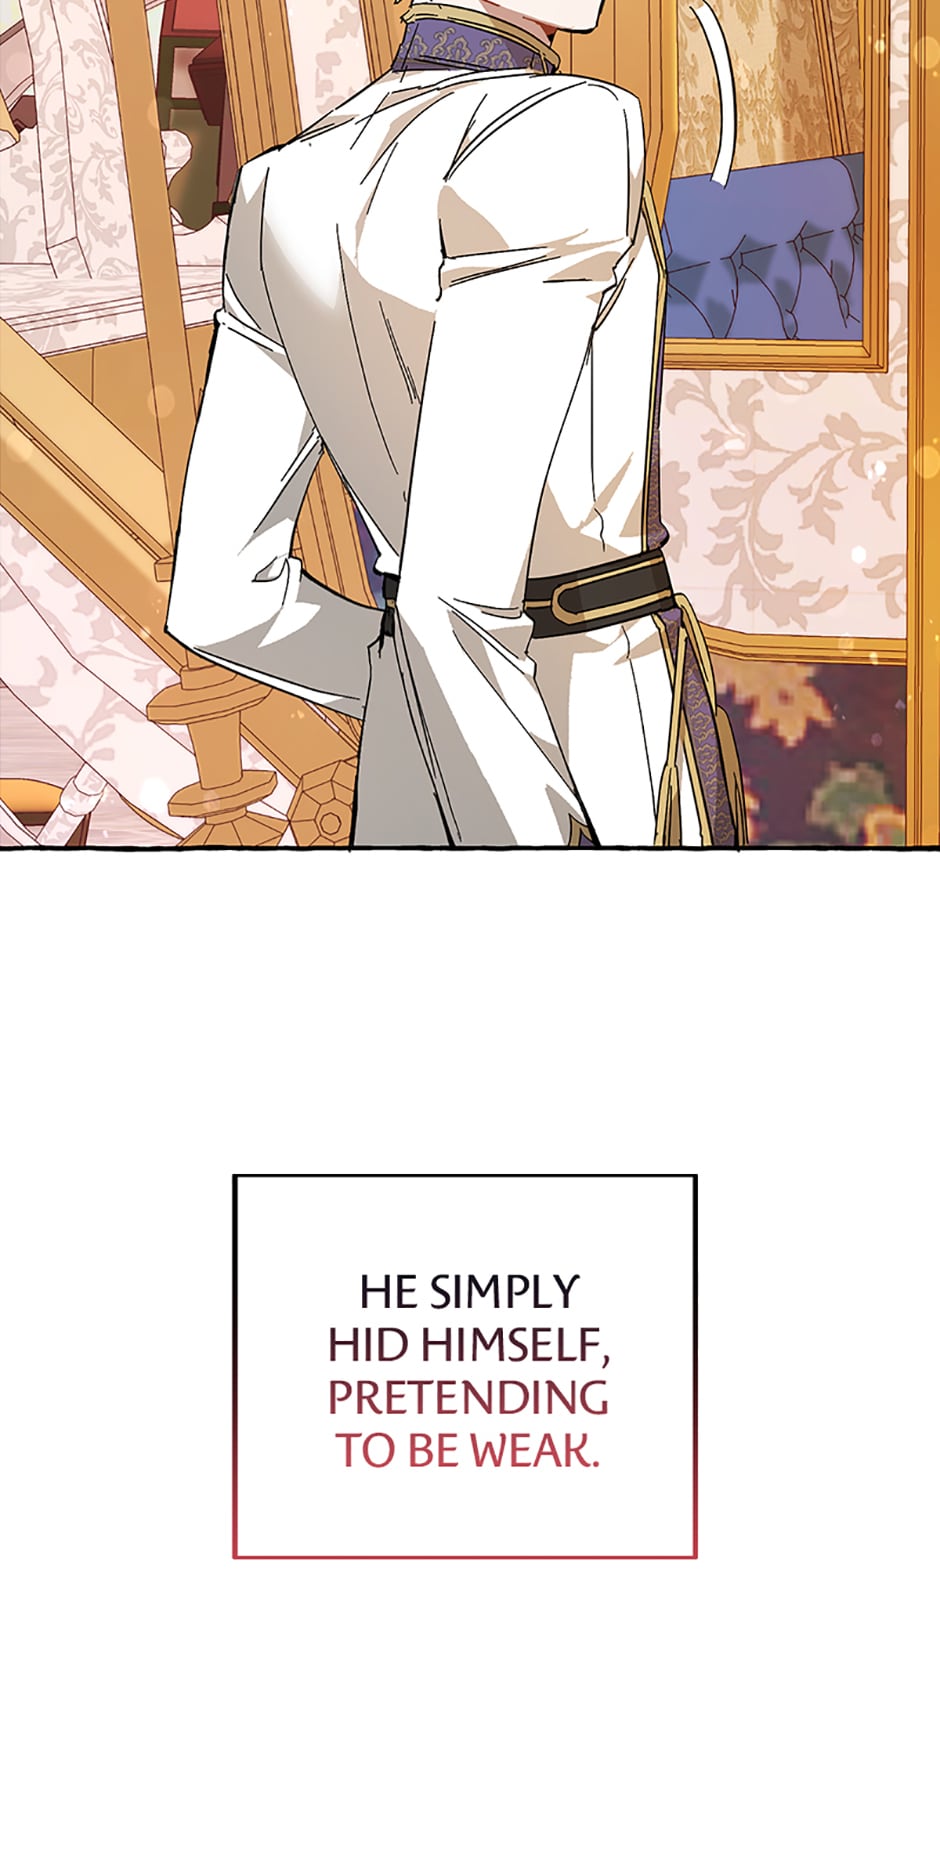 HE SIMPLY
HID HIMSELF,
PRETENDING
TO BE WEAK.